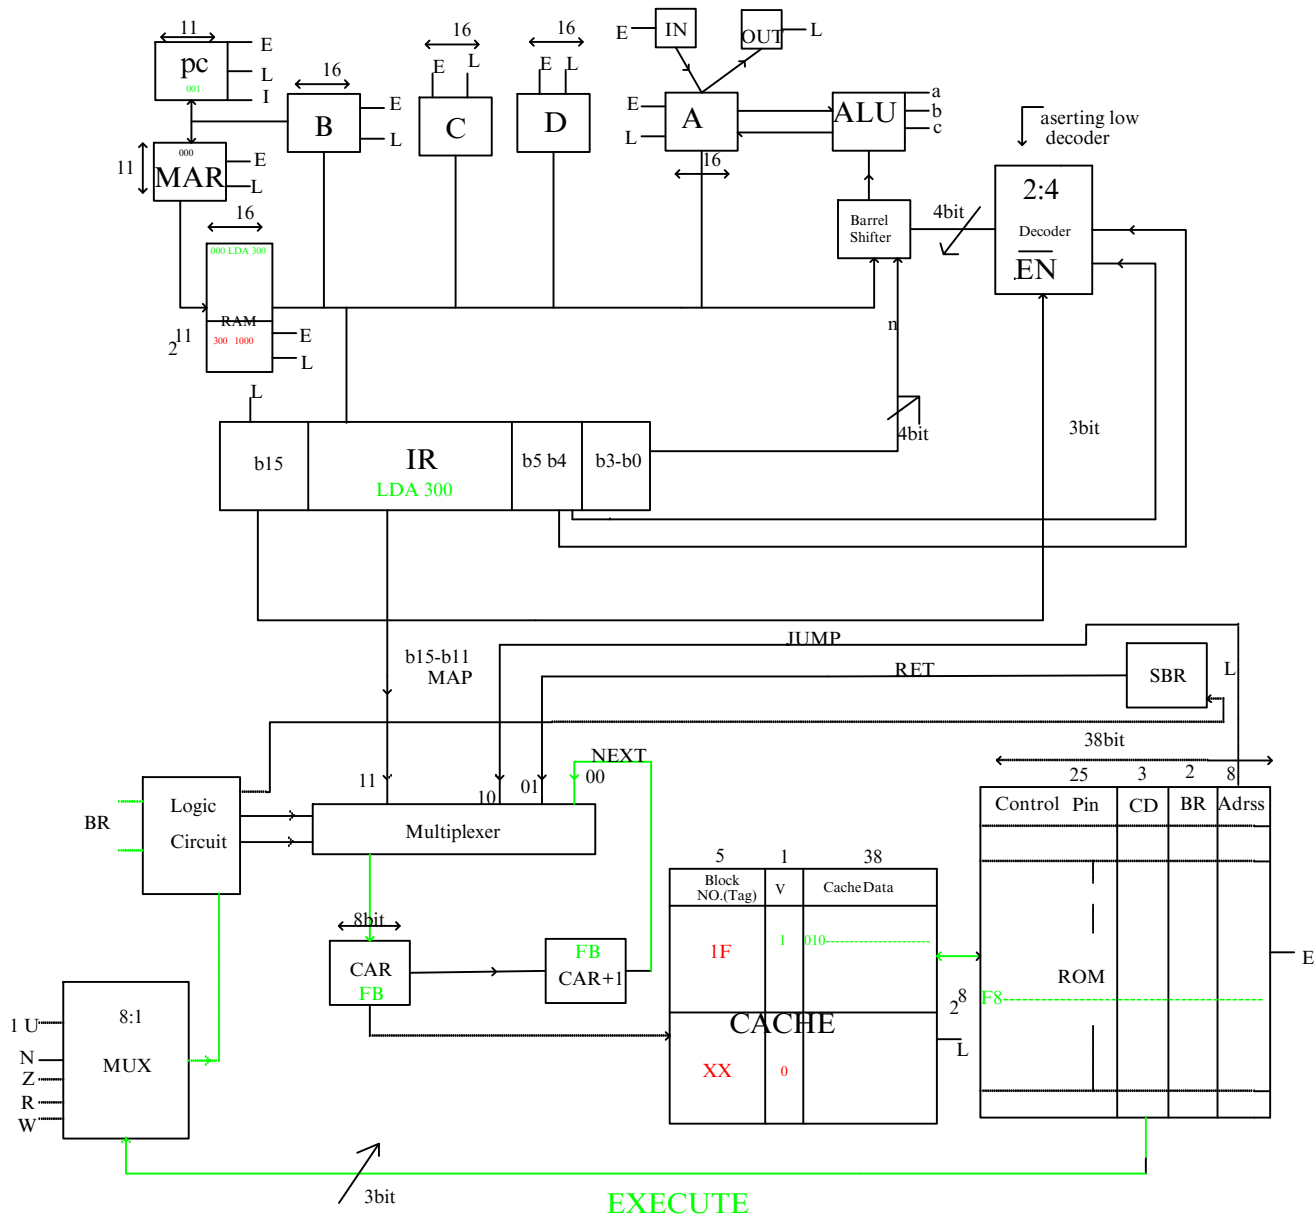 11
E
pc
L
001
I
16
B
E
L
16
E
L
C
16
E
L
D
E
IN
OUT
L
E
A
L
16
ALU
a
b
c
aserting low
decoder
000
MAR
11
E
L
16
000 LDA 300
RAM
300 1000
2 11
E
L
Barrel
Shifter
4bit
2:4
Decoder
EN
n
4bit
3bit
L
b15
IR
LDA 300
b5 b4
b3-b0
b15-b11
MAP
JUMP
RET
SBR
L
NEXT
11
10
01
00
BR
Logic
Circuit
Multiplexer
38bit
25
3
2
8
Control Pin
CD
BR
Adrss
ROM
F8
2 8
E
8bit
CAR
FB
FB
CAR+1
5
1
38
Block
NO.(Tag)
V
Cache Data
1F
1
010
CACHE
XX
0
L
8:1
MUX
1 U
N
Z
R
W
3bit
EXECUTE